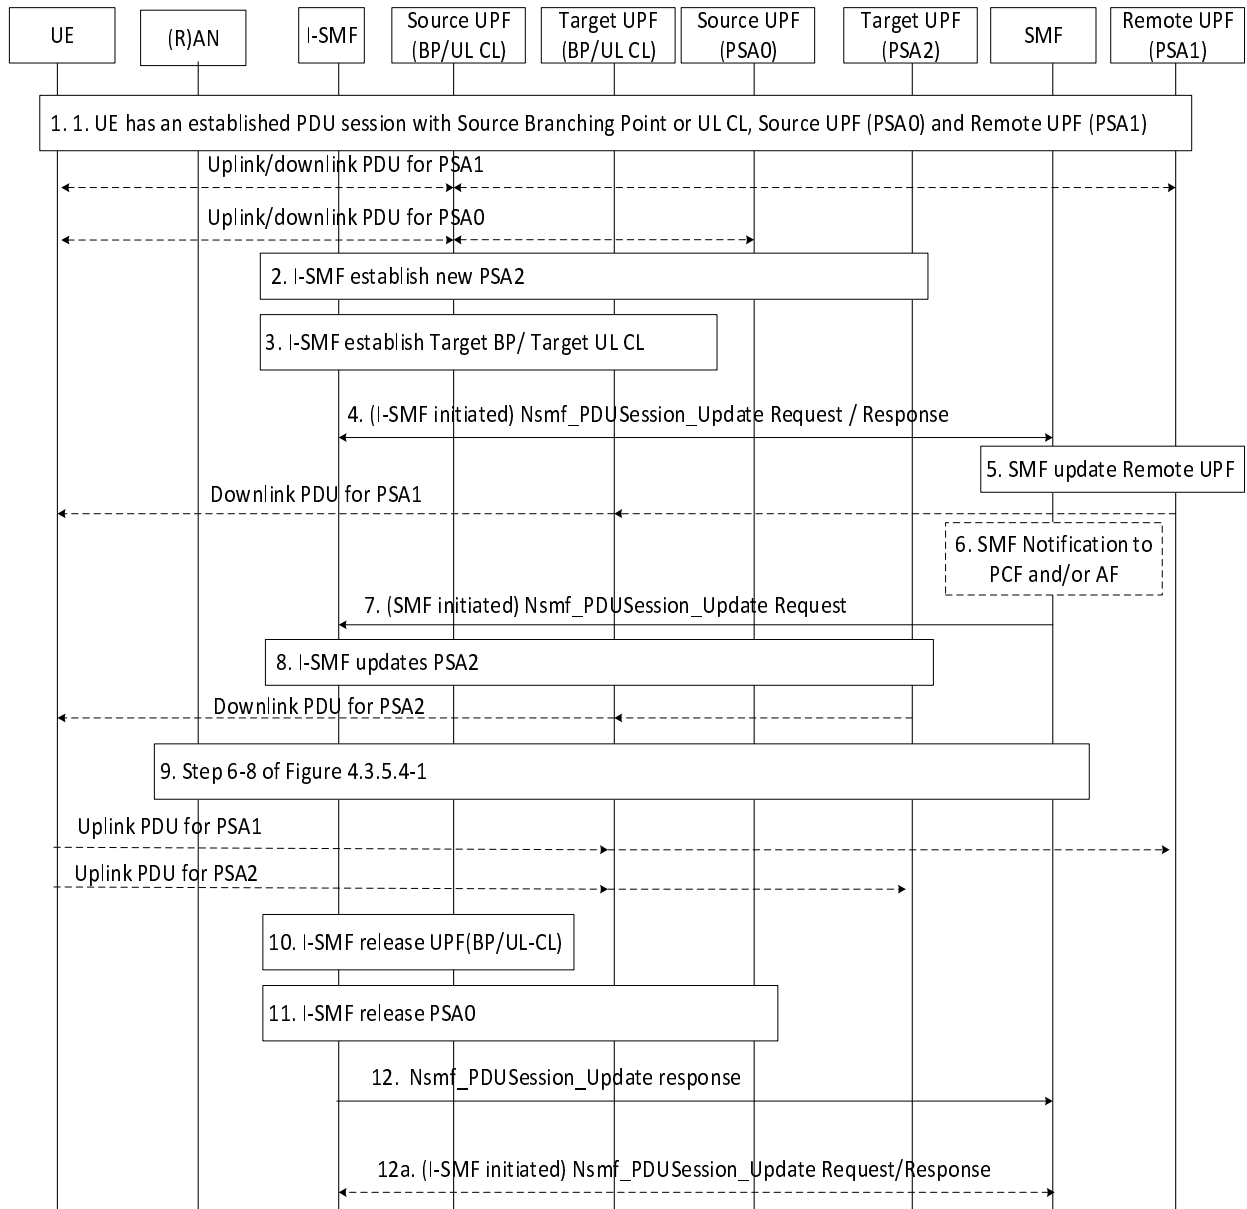 UE
(R)AN
I-SMF
Source UPF
(BP/UL CL)
Target UPF
(BP/UL CL)
Source UPF
(PSA0)
Target UPF
(PSA2)
SMF
Remote UPF
(PSA1)
1. 1. UE has an established PDU session with Source Branching Point or UL CL, Source UPF (PSA0) and Remote UPF (PSA1)
Uplink/downlink PDU for PSA1
Uplink/downlink PDU for PSA0
2. I-SMF establish new PSA2
3. I-SMF establish Target BP/ Target UL CL
4. (I-SMF initiated) Nsmf_PDUSession_Update Request / Response
5. SMF update Remote UPF
Downlink PDU for PSA1
6. SMF Notification to
PCF and/or AF
7. (SMF initiated) Nsmf_PDUSession_Update Request
8. I-SMF updates PSA2
Downlink PDU for PSA2
9. Step 6-8 of Figure 4.3.5.4-1
Uplink PDU for PSA1
Uplink PDU for PSA2
10. I-SMF release UPF(BP/UL-CL)
11. I-SMF release PSA0
12. Nsmf_PDUSession_Update response
12a. (I-SMF initiated) Nsmf_PDUSession_Update Request/Response